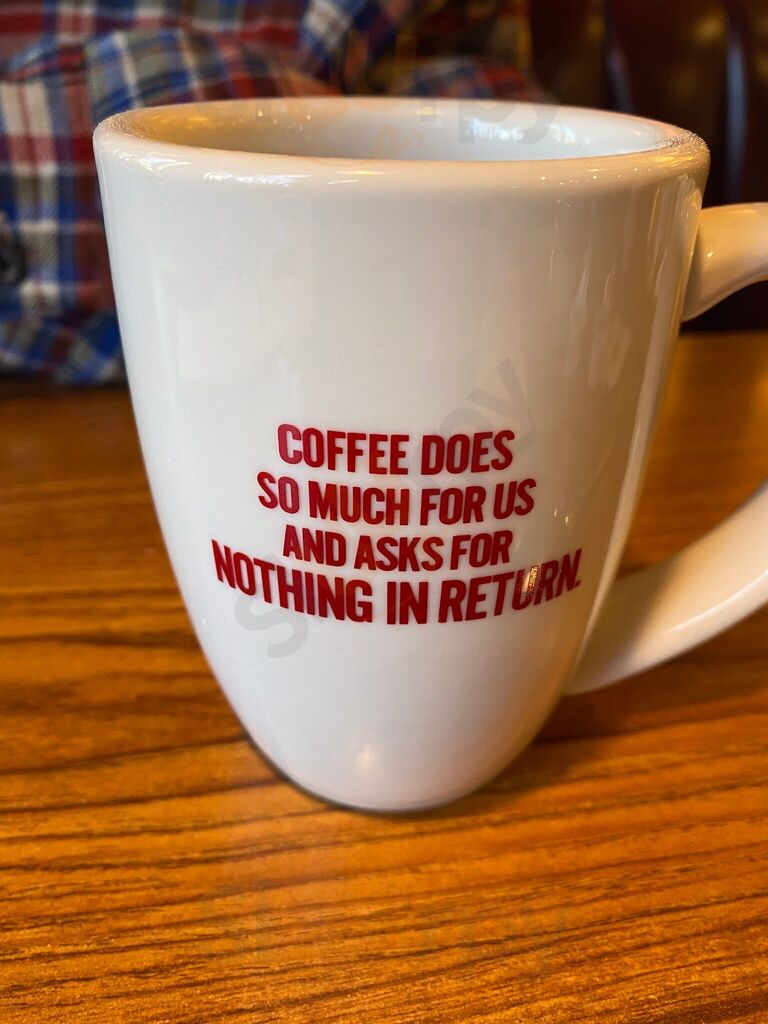 COFFEE DOES
SO MUCH FOR US
AND ASKS FOR
NOTHING IN RETURN.